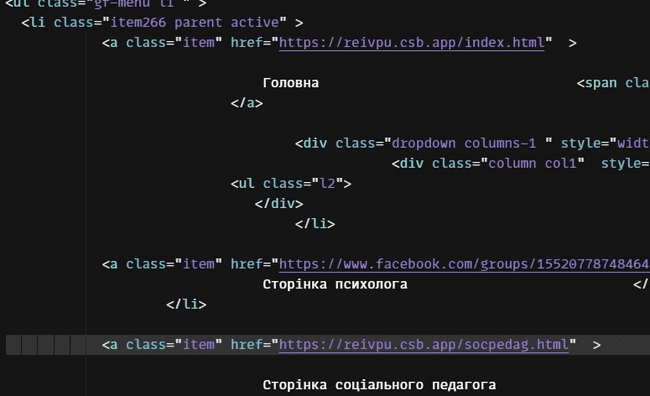 <ul class="gf-menu l1 " >
<li class="item266 parent active" >
<a class="item" href="https://reivpu.csb.app/index.html"  >
Головна <span cla
</a>
<div class="dropdown columns-1 " style="widt
<div class="column col1"  style=
<ul class="l2">
</div>
</li>
<a class="item" href="https://www.facebook.com/groups/15520778748464
Сторінка психолога </
</li>
<a class="item" href="https://reivpu.csb.app/socpedag.html"  >
Сторінка соціального педагога